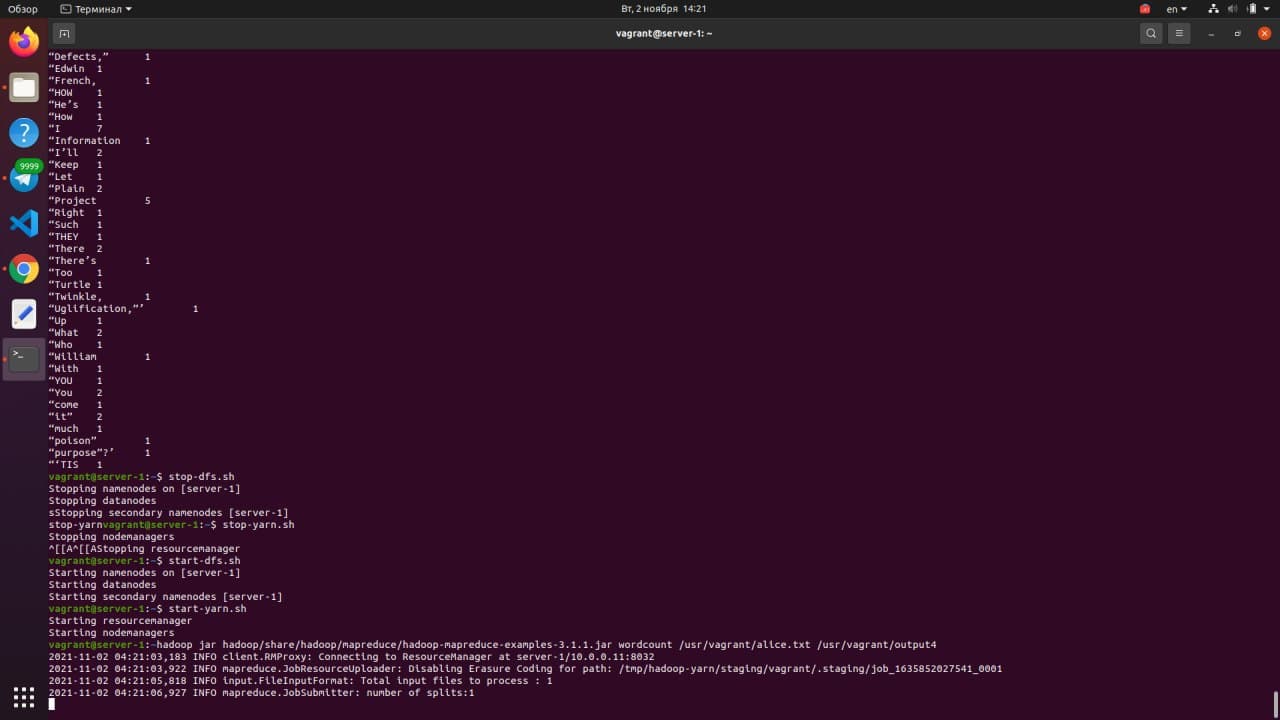 Обзор
Терминал
Вт, 2 ноября 14:21
en
vagrant@server-1: ~
9999
“Defects,” 1
“Edwin 1
“French, 1
“HOW 1
“He’s 1
“How 1
“I 7
“Information 1
“I’ll 2
“Keep 1
“Let 1
“Plain 2
“Project 5
“Right 1
“Such 1
“THEY 1
“There 2
“There’s 1
“Too 1
“Turtle 1
“Twinkle, 1
“Uglification,”’ 1
“Up 1
“What 2
“Who 1
“William 1
“With 1
“YOU 1
“You 2
“come 1
“it” 2
“much 1
“poison” 1
“purpose”?’ 1
“‘TIS 1
vagrant@server-1:~$ stop-dfs.sh
Stopping namenodes on [server-1]
Stopping datanodes
sStopping secondary namenodes [server-1]
stop-yarnvagrant@server-1:~$ stop-yarn.sh
Stopping nodemanagers
^[[A^[[AStopping resourcemanager
vagrant@server-1:~$ start-dfs.sh
Starting namenodes on [server-1]
Starting datanodes
Starting secondary namenodes [server-1]
vagrant@server-1:~$ start-yarn.sh
Starting resourcemanager
Starting nodemanagers
vagrant@server-1:~$hadoop jar hadoop/share/hadoop/mapreduce/hadoop-mapreduce-examples-3.1.1.jar wordcount /usr/vagrant/alice.txt /usr/vagrant/output4
2021-11-02 04:21:03,183 INFO client.RMProxy: Connecting to ResourceManager at server-1/10.0.0.11:8032
2021-11-02 04:21:03,922 INFO mapreduce.JobResourceUploader: Disabling Erasure Coding for path: /tmp/hadoop-yarn/staging/vagrant/.staging/job_1635852027541_0001
2021-11-02 04:21:05,818 INFO input.FileInputFormat: Total input files to process : 1
2021-11-02 04:21:06,927 INFO mapreduce.JobSubmitter: number of splits:1